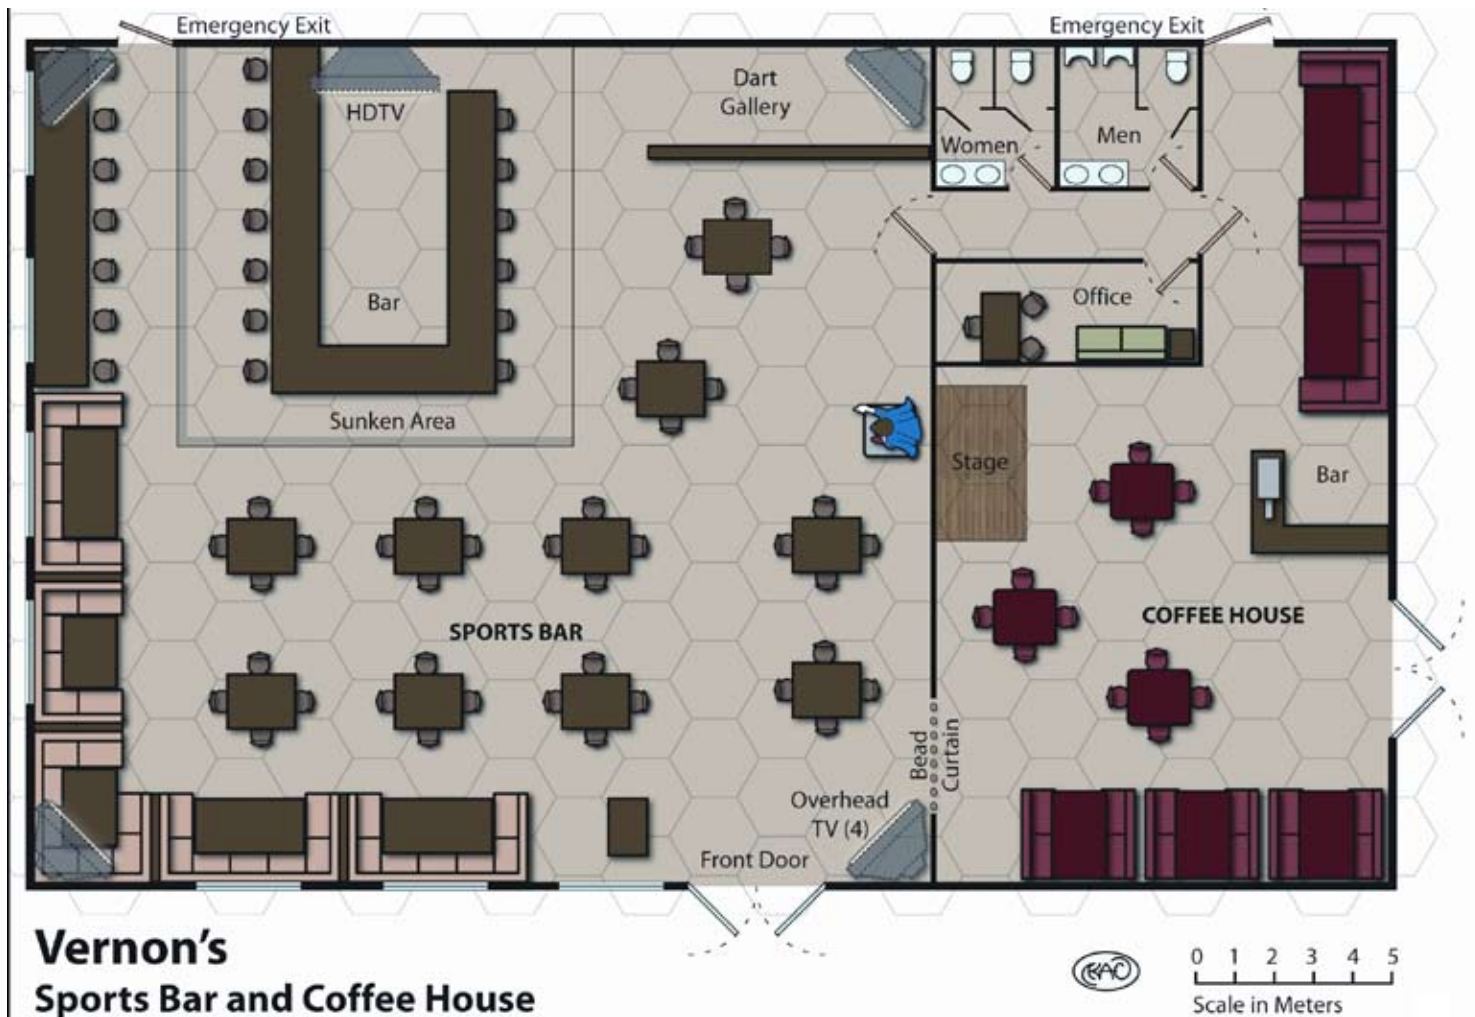 Emergency Exit
Emergency Exit
HDTV
Dart
Gallery
Women
Men
Bar
Office
Sunken Area
Stage
Bar
SPORTS BAR
COFFEE HOUSE
Bead
Curtain
Overhead
TV (4)
Front Door
Vernon's
Sports Bar and Coffee House
0 1 2 3 4 5
Scale in Meters